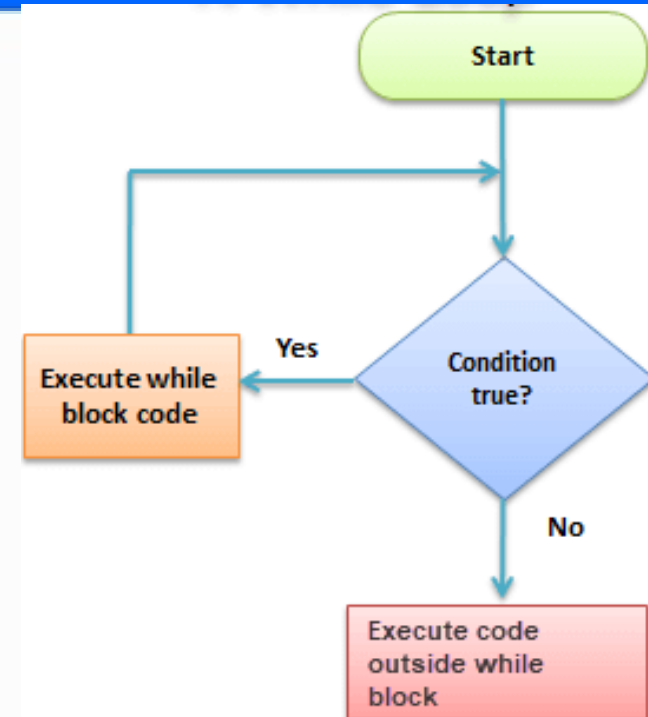 Start
Condition
true?
Yes
Execute while
block code
No
Execute code
outside while
block